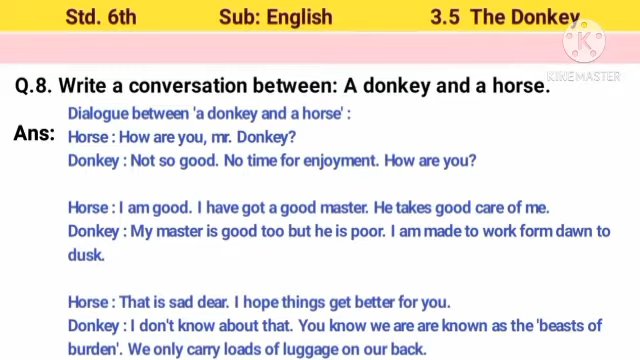 Std. 6th Sub: English 3.5 The Donkey
KINEMASTER
Q.8. Write a conversation between: A donkey and a horse.
Dialogue between 'a donkey and a horse' :
Ans:
Horse : How are you, mr. Donkey?
Donkey : Not so good. No time for enjoyment. How are you?
Horse : I am good. I have got a good master. He takes good care of me.
Donkey : My master is good too but he is poor. I am made to work form dawn to
dusk.
Horse : That is sad dear. I hope things get better for you.
Donkey : I don't know about that. You know we are are known as the 'beasts of
burden'. We only carry loads of luggage on our back.